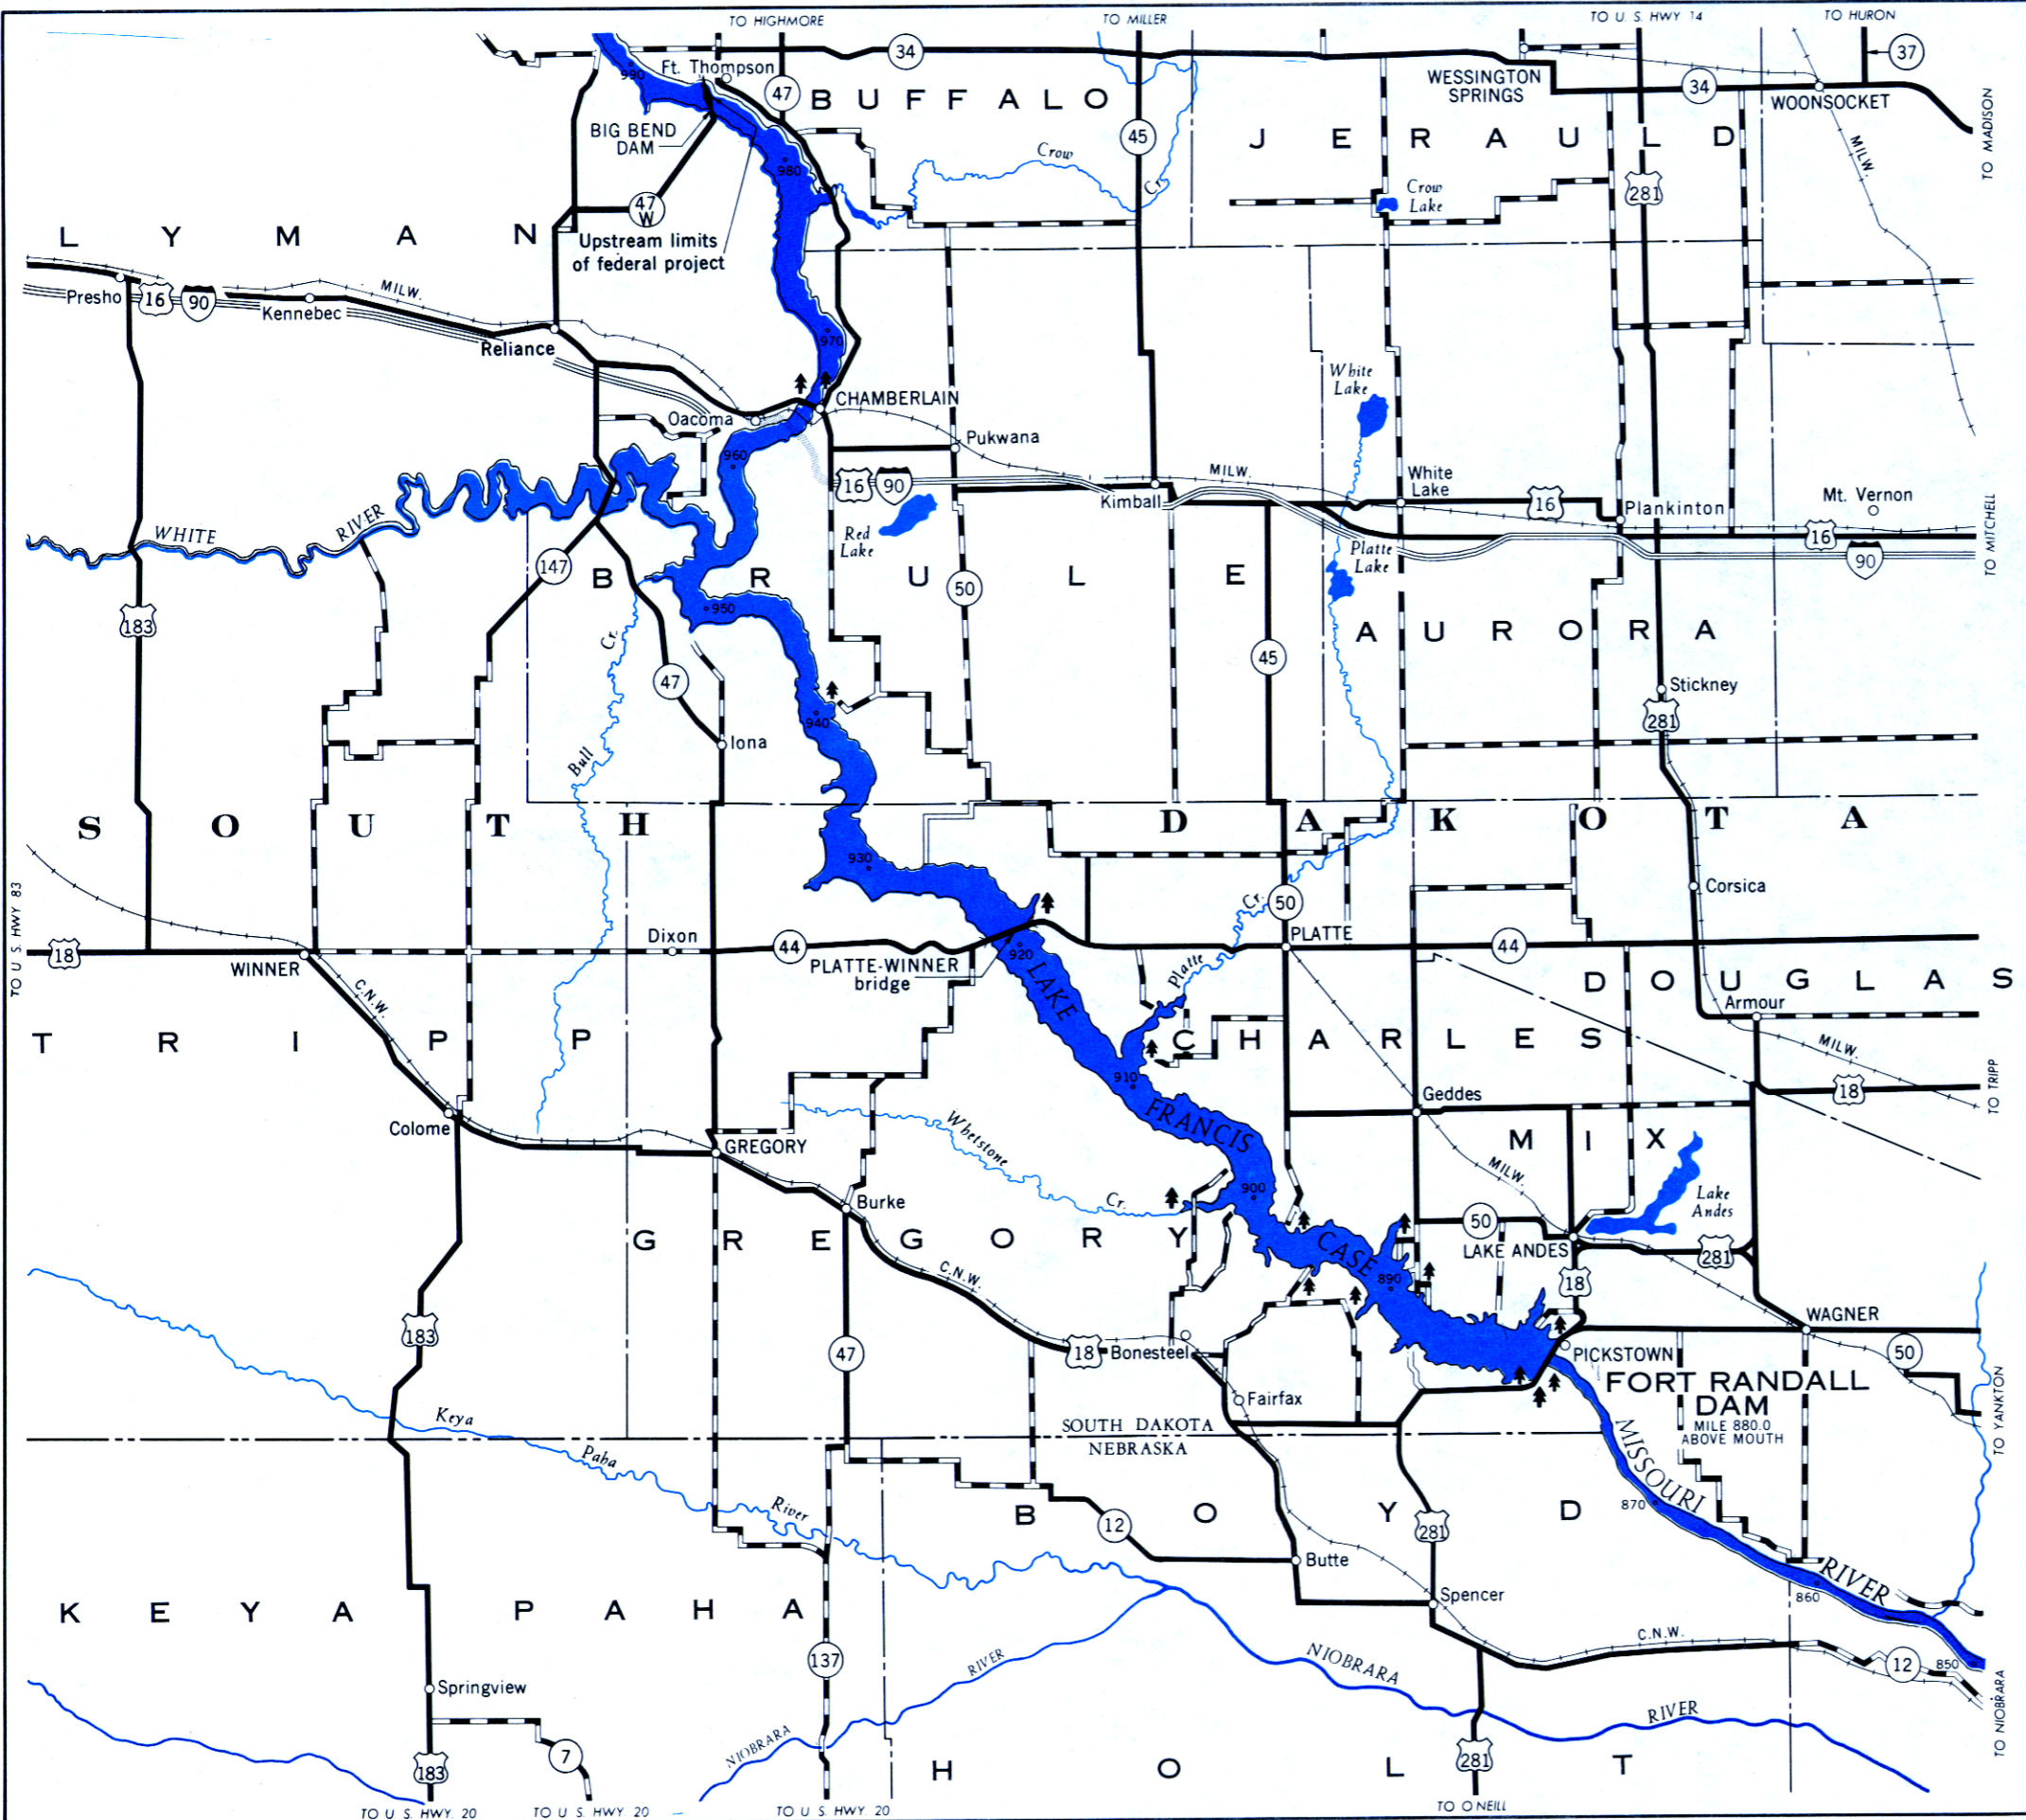 TO HIGHMORE
TO MILLER
TO U. S. HWY 14
TO HURON
34
37
Ft. Thompson
990
47
BUFFALO
WESSINGTON
SPRINGS
34
WOONSOCKET
TO MADISON
BIG BEND
DAM
45
JERAULD
MILW.
Crow
Cr.
980
Crow
Lake
281
47
W
LYMAN
Upstream limits
of federal project
Presho
16
90
Kennebec
MILW.
Reliance
970
White
Lake
CHAMBERLAIN
Oacoma
Pukwana
960
16
90
MILW.
White
Lake
Kimball
16
Plankinton
Mt. Vernon
WHITE
RIVER
Red
Lake
Platte
Lake
16
90
TO MITCHELL
147
BRULE
50
950
183
Cr.
AURORA
45
47
Stickney
940
281
Iona
Bull
SOUTH DAKOTA
930
Corsica
TO U. S. HWY 83
Cr.
50
18
WINNER
Dixon
44
PLATTE-WINNER
bridge
920
LAKE
PLATTE
44
Platte
DOUGLAS
C.N.W.
Armour
TRIPP
CHARLES
MILW.
910
18
TO TRIPP
Geddes
FRANCIS
Colome
Whetstone
GREGORY
MIX
MILW.
Cr.
900
Lake
Andes
Burke
50
GREGORY
CASE
LAKE ANDES
281
C.N.W.
890
18
183
WAGNER
47
18
Bonesteel
PICKSTOWN
50
FORT RANDALL
DAM
MILE 880.0
ABOVE MOUTH
Fairfax
TO YANKTON
Keya
SOUTH DAKOTA
NEBRASKA
Paha
MISSOURI
River
870
BOYD
12
281
Butte
RIVER
Spencer
860
KEYA PAHA
C.N.W.
137
RIVER
NIOBRARA
12
850
Springview
RIVER
TO NIOBRARA
NIOBRARA
7
183
HOLT
281
TO U. S. HWY. 20
TO U. S. HWY. 20
TO U. S. HWY. 20
TO O NEILL